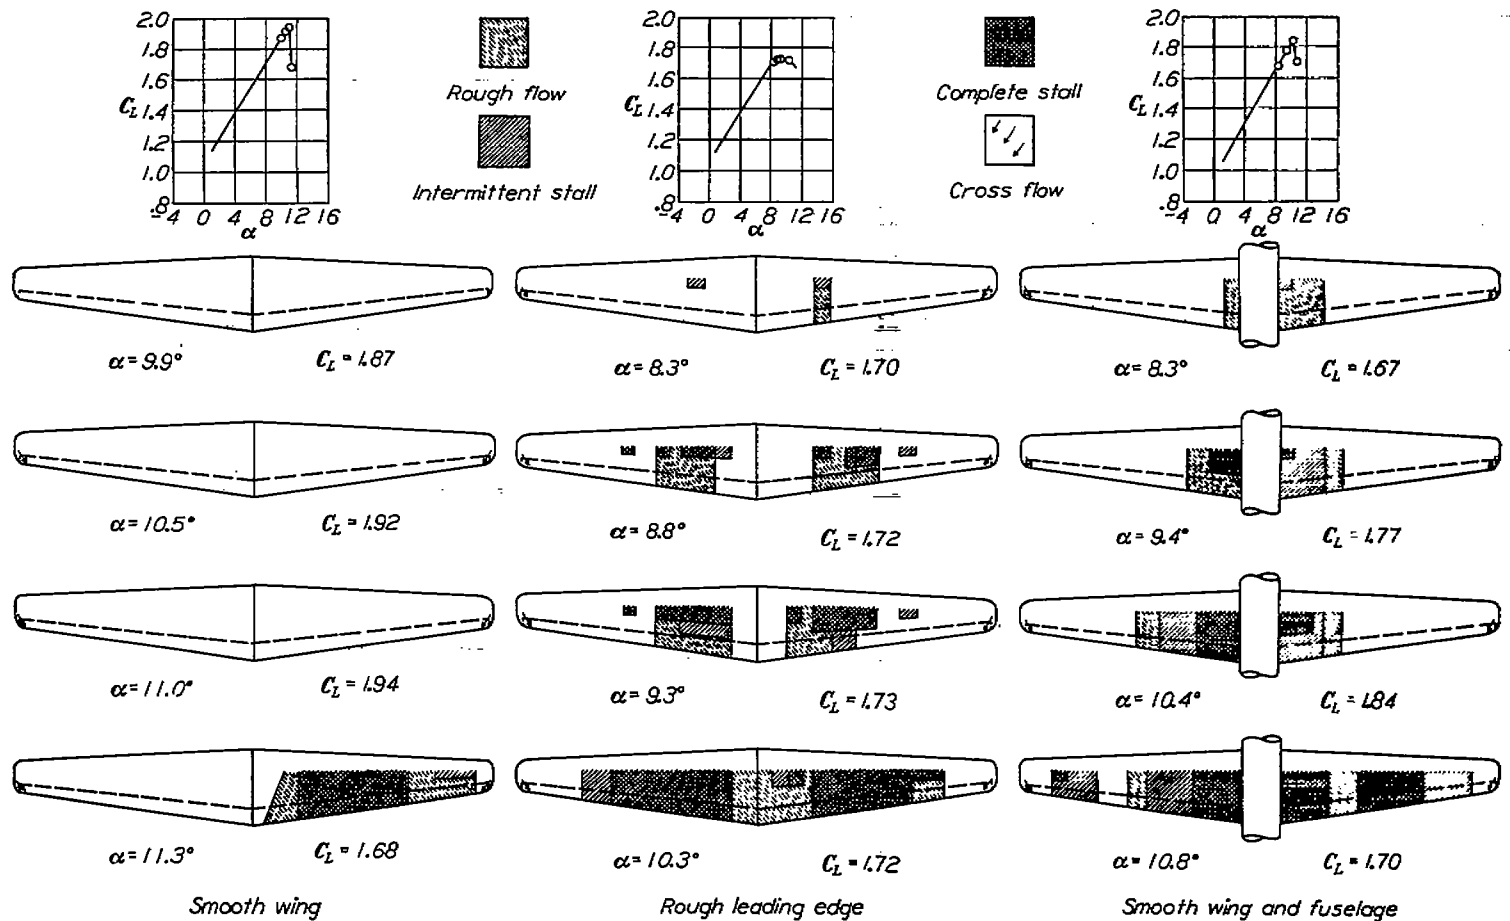 2.0
1.8
1.6
C_L 1.4
1.2
1.0
.8
-4 0 4 8 12 16
α
Rough flow
Intermittent stall
2.0
1.8
1.6
C_L 1.4
1.2
1.0
.8
-4 0 4 8 12 16
α
Complete stall
Cross flow
2.0
1.8
1.6
C_L 1.4
1.2
1.0
.8
-4 0 4 8 12 16
α
α = 9.9° C_L = 1.87
α = 8.3° C_L = 1.70
α = 8.3° C_L = 1.67
α = 10.5° C_L = 1.92
α = 8.8° C_L = 1.72
α = 9.4° C_L = 1.77
α = 11.0° C_L = 1.94
α = 9.3° C_L = 1.73
α = 10.4° C_L = 1.84
α = 11.3° C_L = 1.68
α = 10.3° C_L = 1.72
α = 10.8° C_L = 1.70
Smooth wing
Rough leading edge
Smooth wing and fuselage